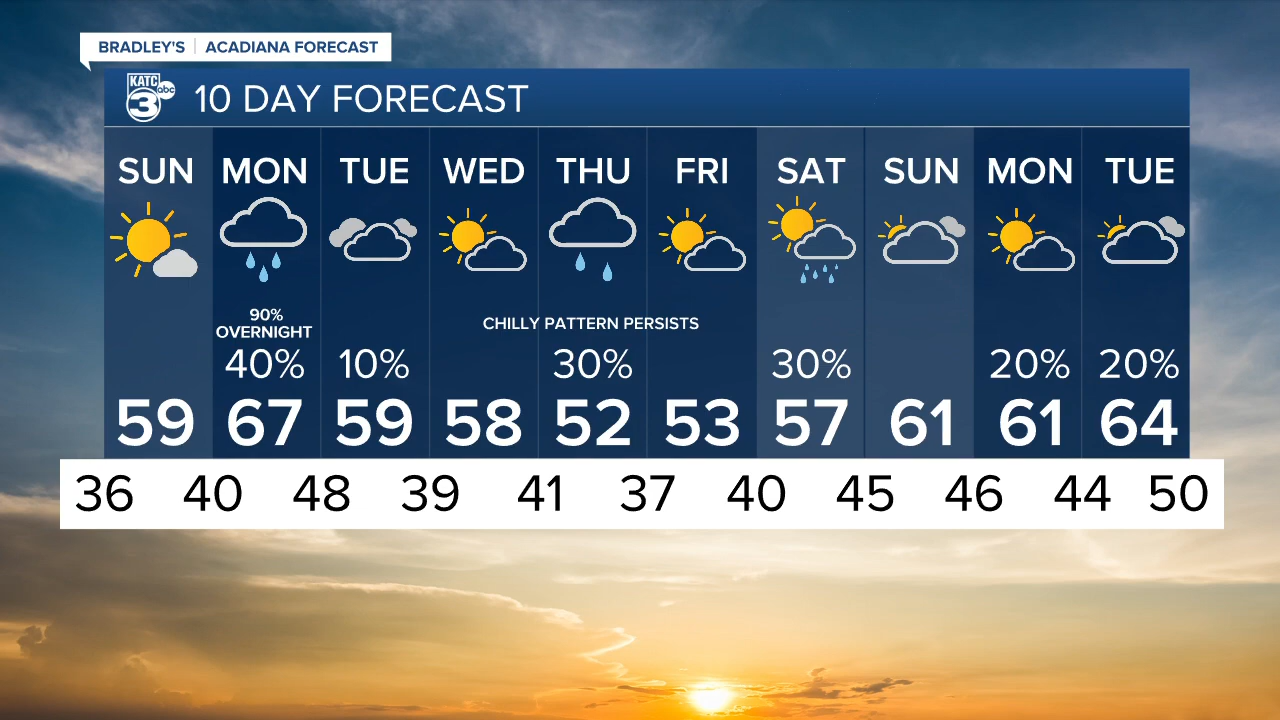 BRADLEY'S | ACADIANA FORECAST
KATC abc 3
10 DAY FORECAST
SUN MON TUE WED THU FRI SAT SUN MON TUE
90%
OVERNIGHT
CHILLY PATTERN PERSISTS
40% 10% 30% 30% 20% 20%
59 67 59 58 52 53 57 61 61 64
36 40 48 39 41 37 40 45 46 44 50